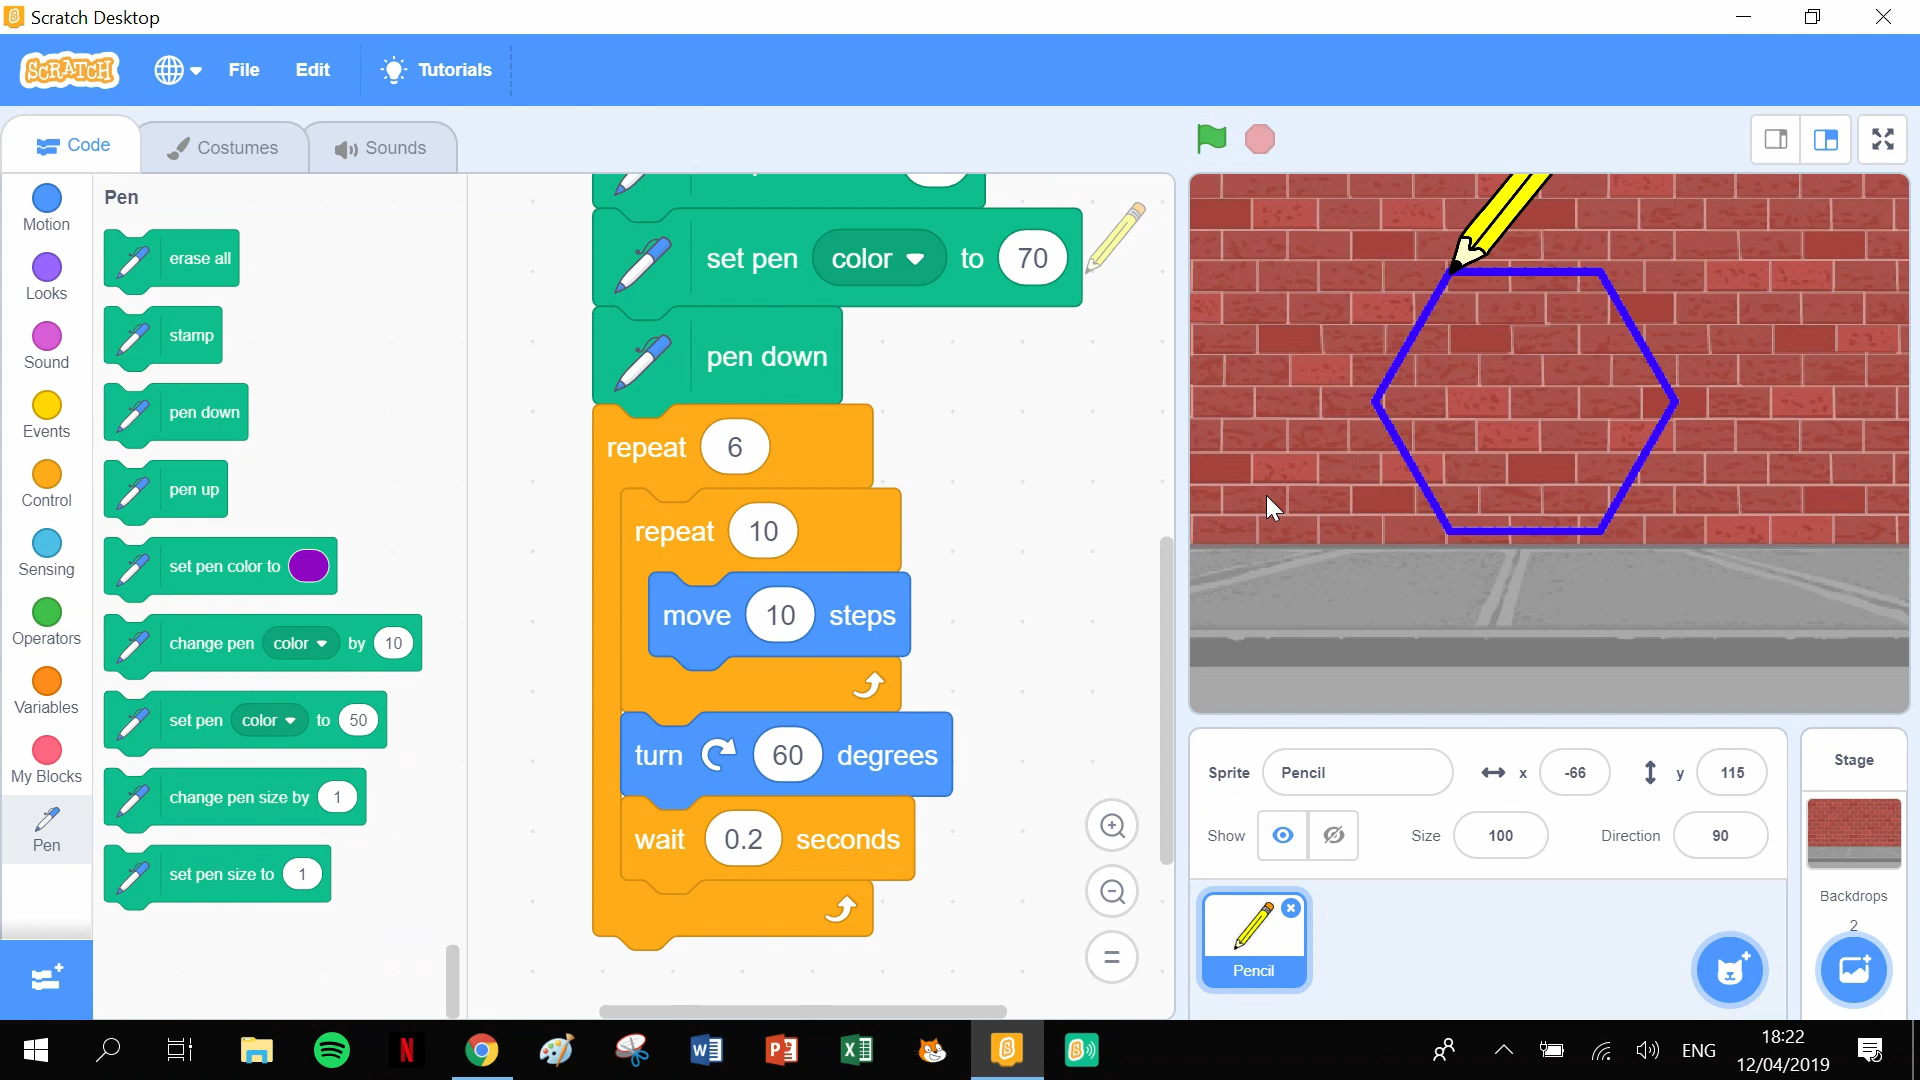 Scratch Desktop
SCRATCH
File
Edit
Tutorials
Code
Costumes
Sounds
Motion
Looks
Sound
Events
Control
Sensing
Operators
Variables
My Blocks
Pen
Pen
erase all
stamp
pen down
pen up
set pen color to
change pen color by 10
set pen color to 50
change pen size by 1
set pen size to 1
set pen color to 70
pen down
repeat 6
repeat 10
move 10 steps
turn 60 degrees
wait 0.2 seconds
Sprite Pencil x -66 y 115
Show Size 100 Direction 90
Pencil
Stage
Backdrops
2
ENG
18:22
12/04/2019